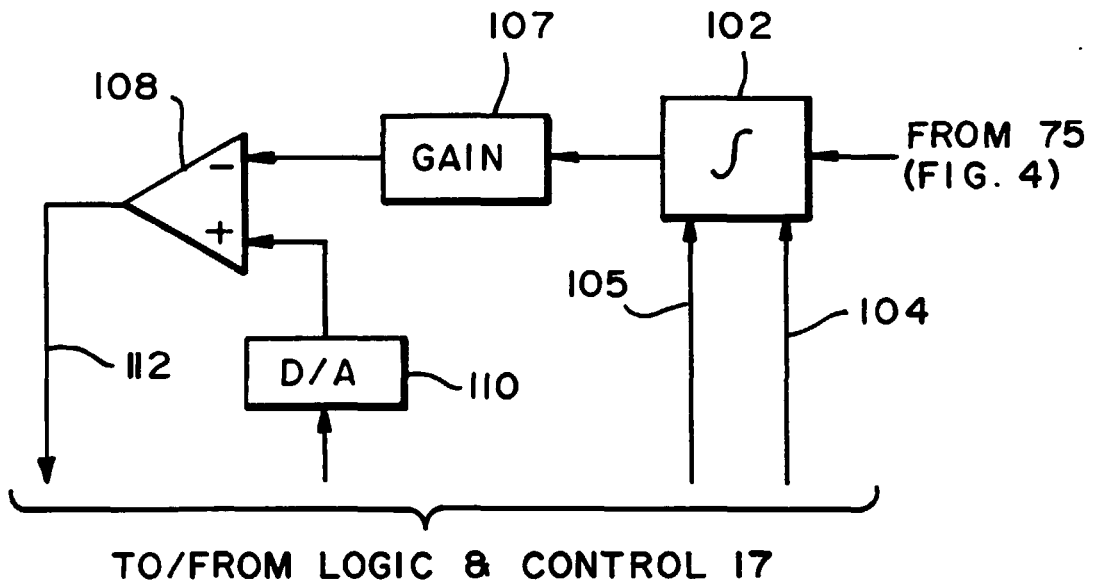 107
102
108
GAIN
∫
FROM 75
(FIG. 4)
−
+
105
104
112
D/A
110
TO/FROM LOGIC & CONTROL 17